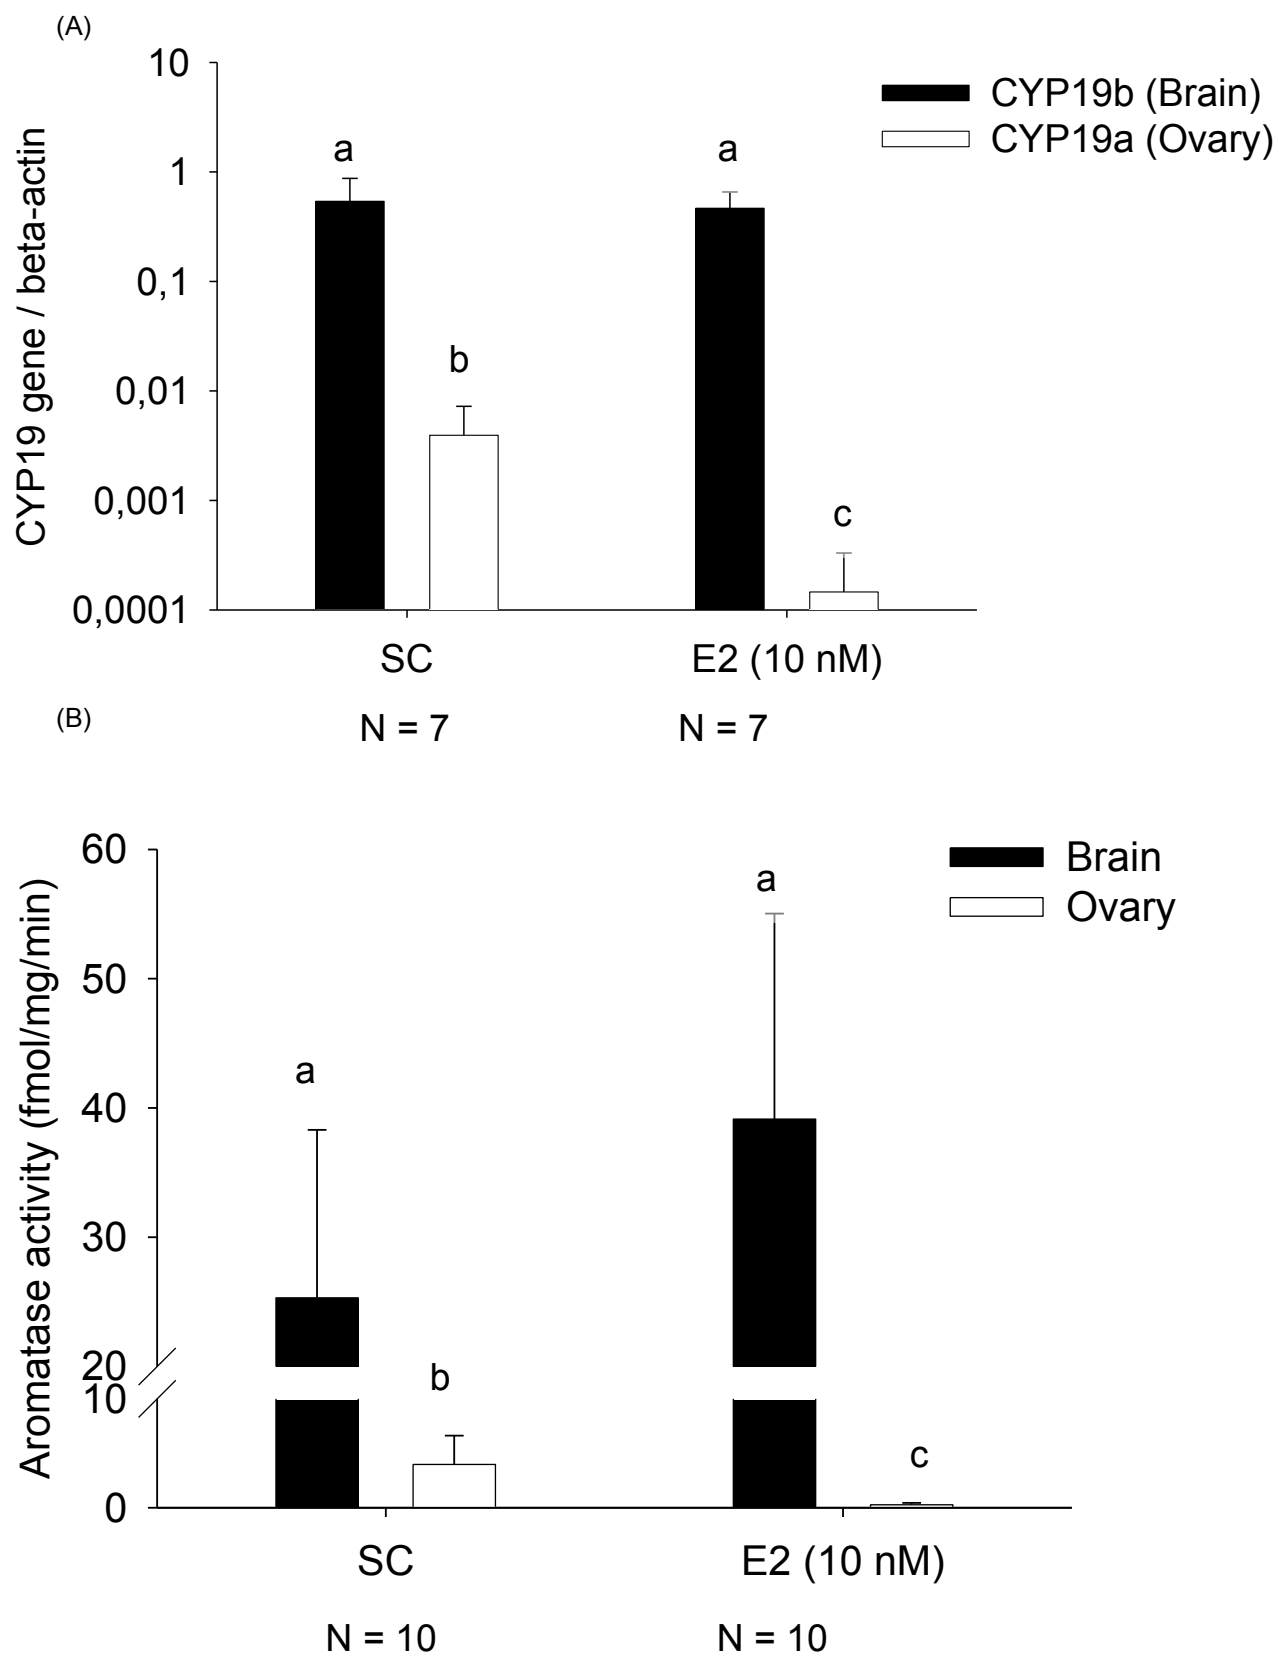 (A)
10
1
0,1
0,01
0,001
0,0001
CYP19 gene / beta-actin
CYP19b (Brain)
CYP19a (Ovary)
a
b
a
c
SC
E2 (10 nM)
N = 7
N = 7
(B)
60
50
40
30
20
10
0
Aromatase activity (fmol/mg/min)
Brain
Ovary
a
b
a
c
SC
E2 (10 nM)
N = 10
N = 10